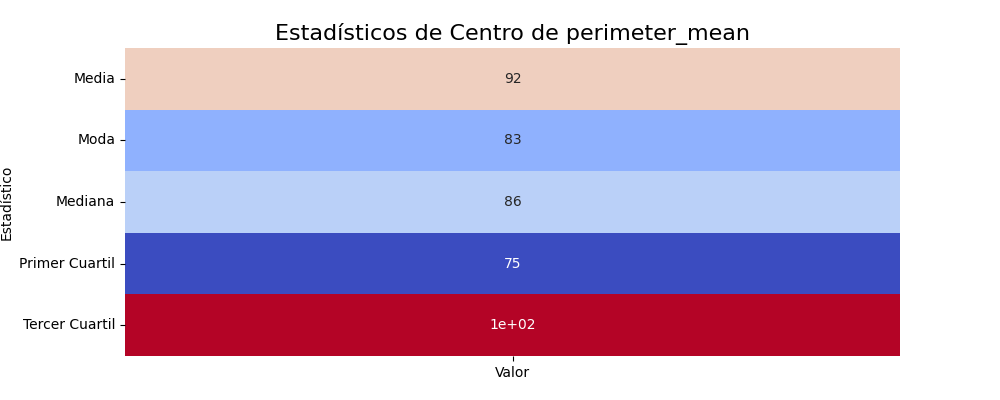 Estadísticos de Centro de perimeter_mean
Estadístico
Media
92
Moda
83
Mediana
86
Primer Cuartil
75
Tercer Cuartil
1e+02
Valor